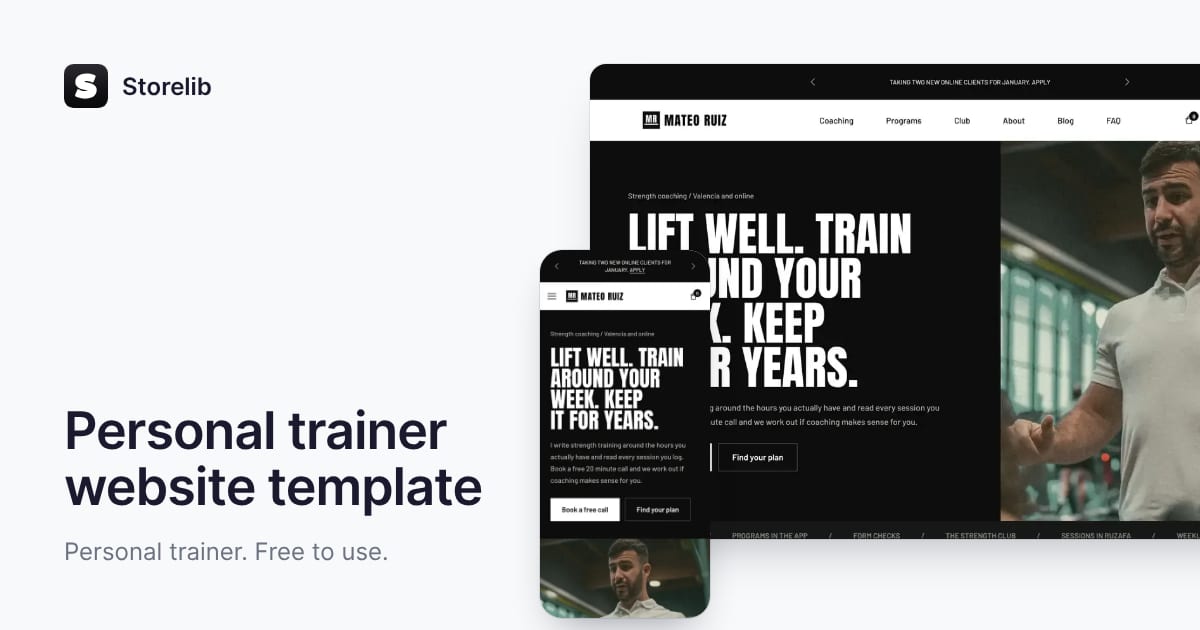 Storelib
Personal trainer
website template
Personal trainer. Free to use.
TAKING TWO NEW ONLINE CLIENTS FOR JANUARY. APPLY
MR MATEO RUIZ
Coaching
Programs
Club
About
Blog
FAQ
Strength coaching / Valencia and online
LIFT WELL. TRAIN
ND YOUR
. KEEP
R YEARS.
g around the hours you actually have and read every session you
ute call and we work out if coaching makes sense for you.
Find your plan
PROGRAMS IN THE APP / FORM CHECKS / THE STRENGTH CLUB / SESSIONS IN RUZAFA / WEEKL
TAKING TWO NEW ONLINE CLIENTS FOR
JANUARY. APPLY
MR MATEO RUIZ
Strength coaching / Valencia and online
LIFT WELL. TRAIN
AROUND YOUR
WEEK. KEEP
IT FOR YEARS.
I write strength training around the hours you
actually have and read every session you log.
Book a free 20 minute call and we work out if
coaching makes sense for you.
Book a free call
Find your plan